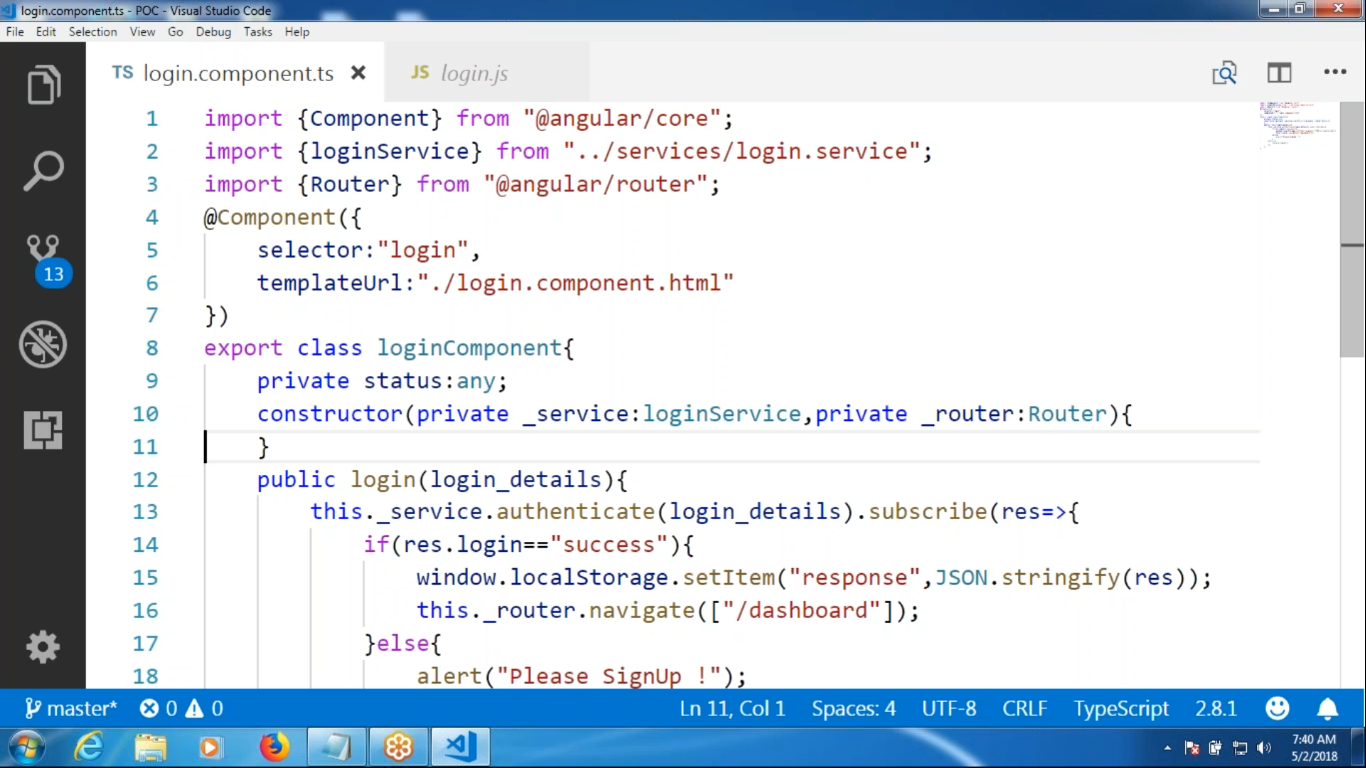 login.component.ts - POC - Visual Studio Code
File Edit Selection View Go Debug Tasks Help
TS login.component.ts JS login.js
1 import {Component} from "@angular/core";
2 import {loginService} from "../services/login.service";
3 import {Router} from "@angular/router";
4 @Component({
5 selector:"login",
6 templateUrl:"./login.component.html"
7 })
8 export class loginComponent{
9 private status:any;
10 constructor(private _service:loginService,private _router:Router){
11 }
12 public login(login_details){
13 this._service.authenticate(login_details).subscribe(res=>{
14 if(res.login=="success"){
15 window.localStorage.setItem("response",JSON.stringify(res));
16 this._router.navigate(["/dashboard"]);
17 }else{
18 alert("Please SignUp !");
13
master* 0 0 Ln 11, Col 1 Spaces: 4 UTF-8 CRLF TypeScript 2.8.1
7:40 AM
5/2/2018